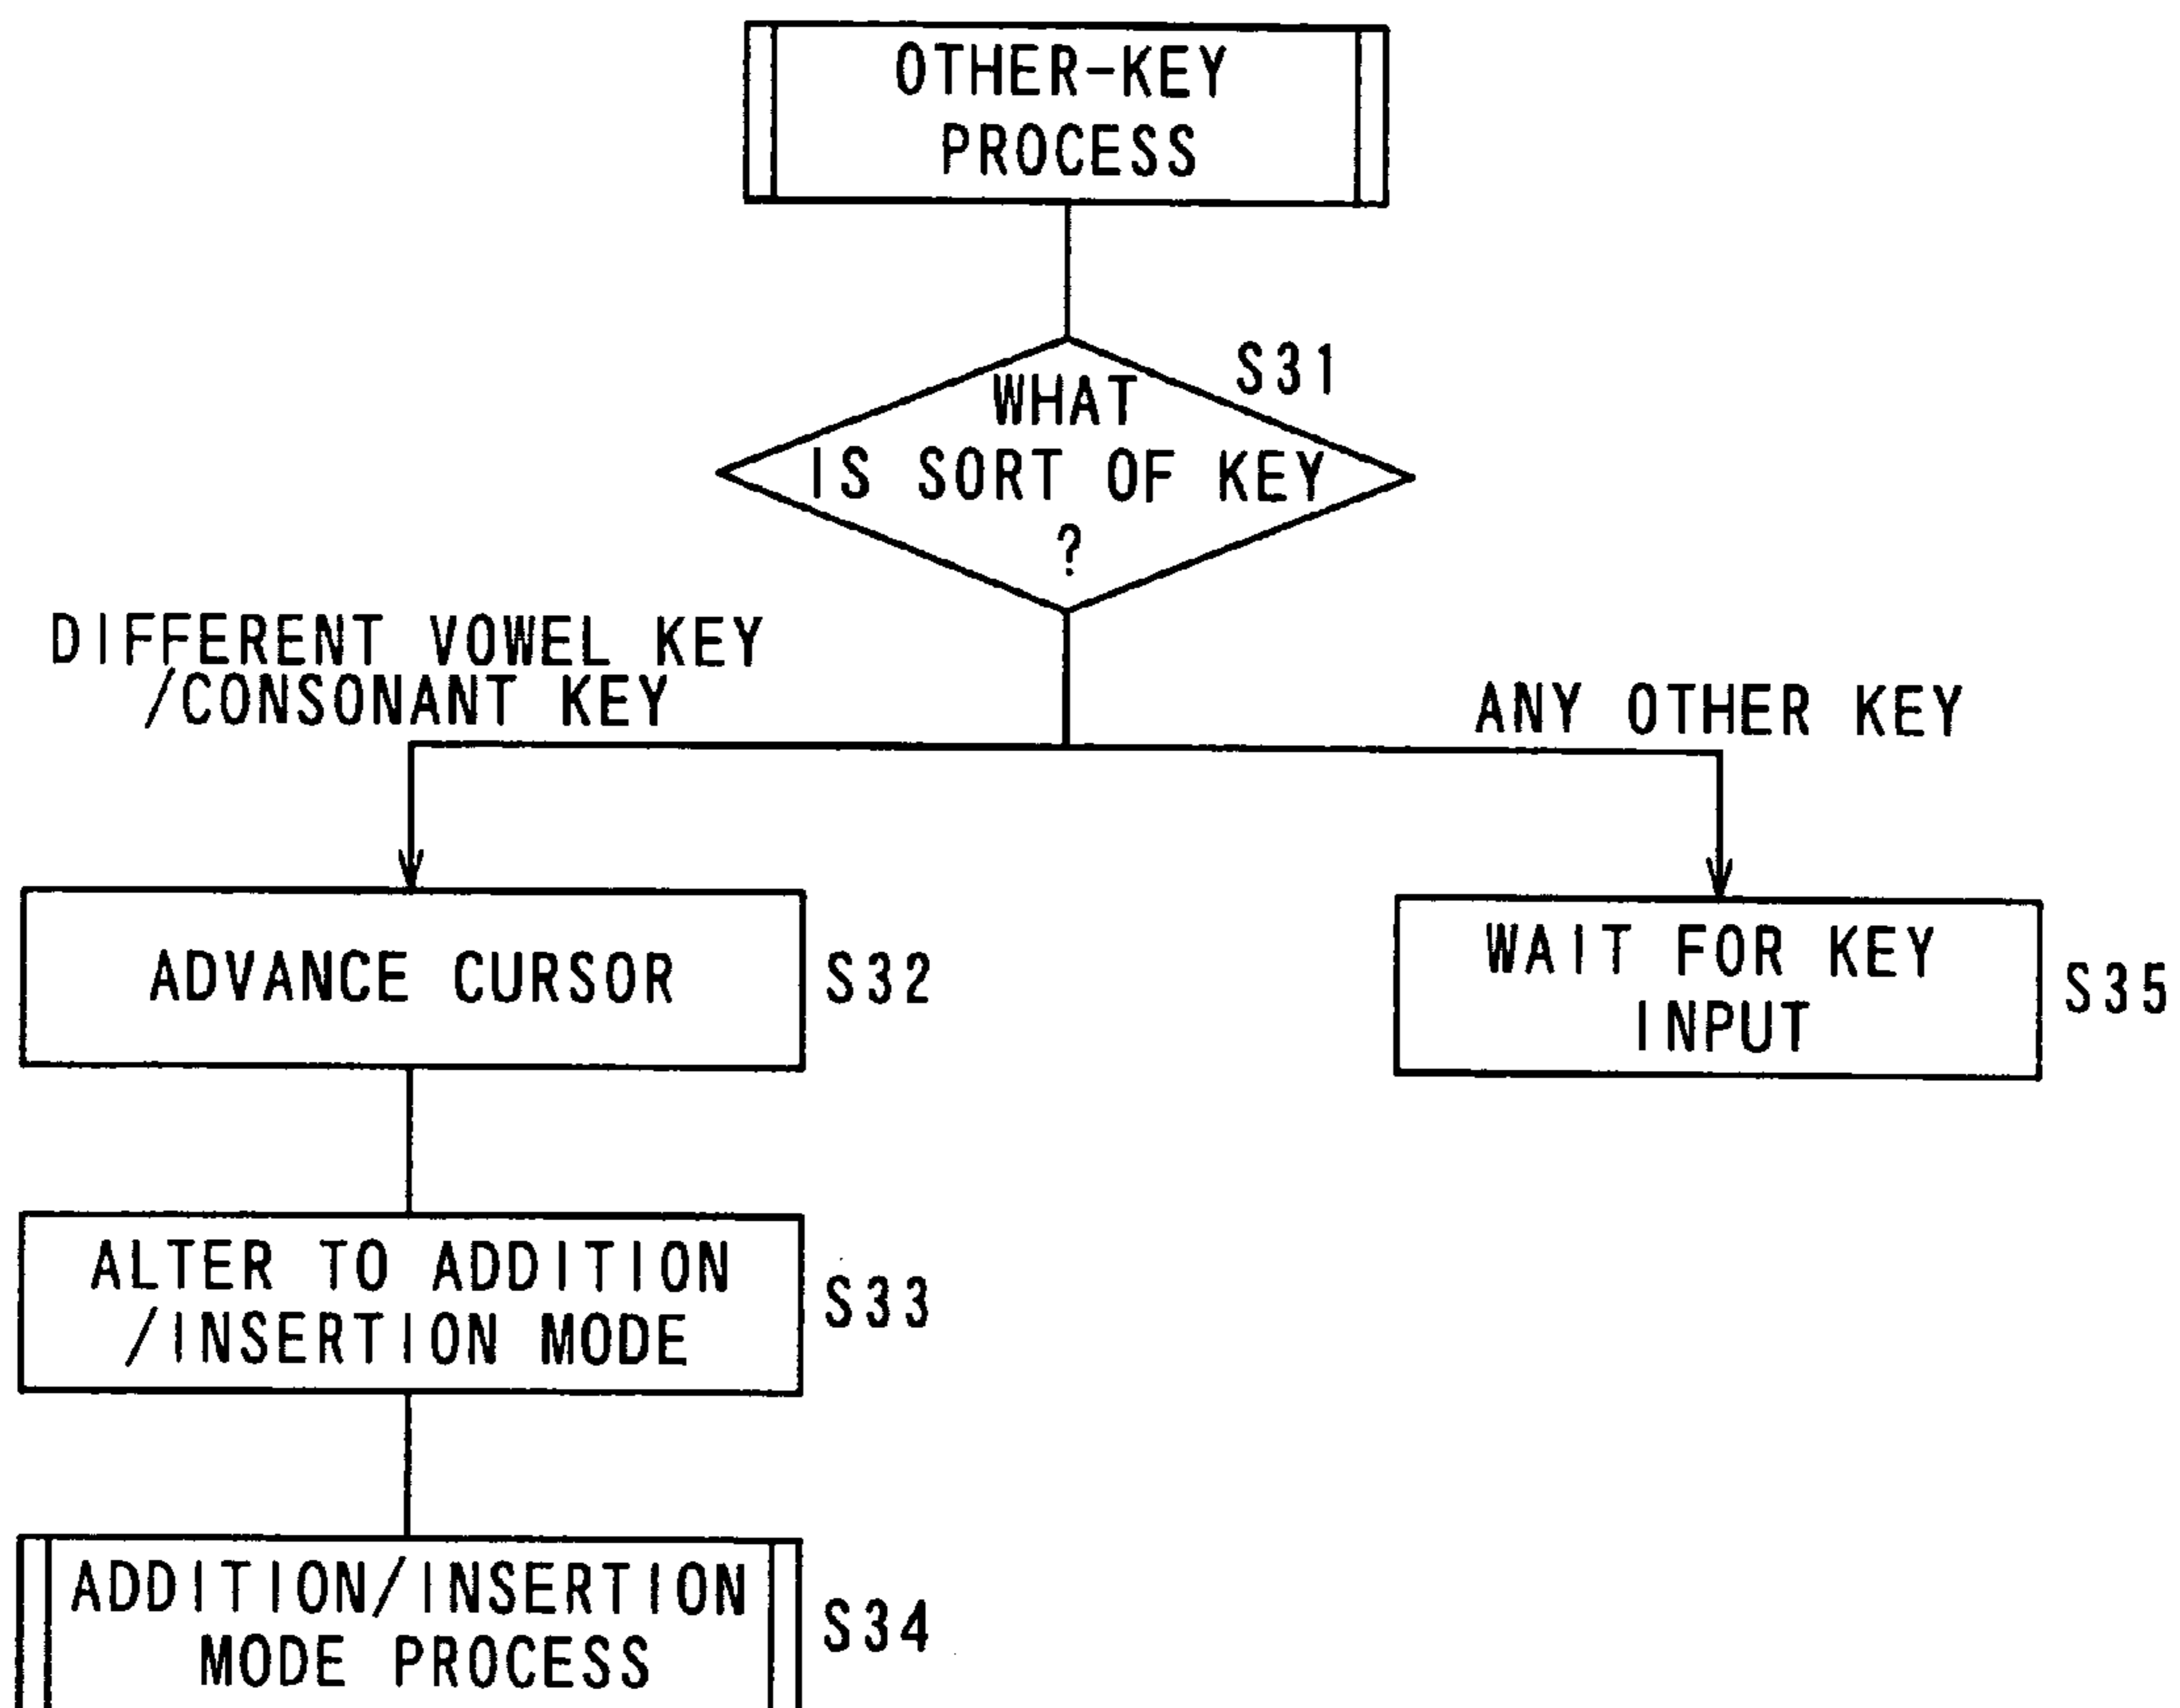 OTHER-KEY
PROCESS
S31
WHAT
IS SORT OF KEY
?
DIFFERENT VOWEL KEY
/CONSONANT KEY
ANY OTHER KEY
ADVANCE CURSOR
S32
WAIT FOR KEY
INPUT
S35
ALTER TO ADDITION
/INSERTION MODE
S33
ADDITION/INSERTION
MODE PROCESS
S34